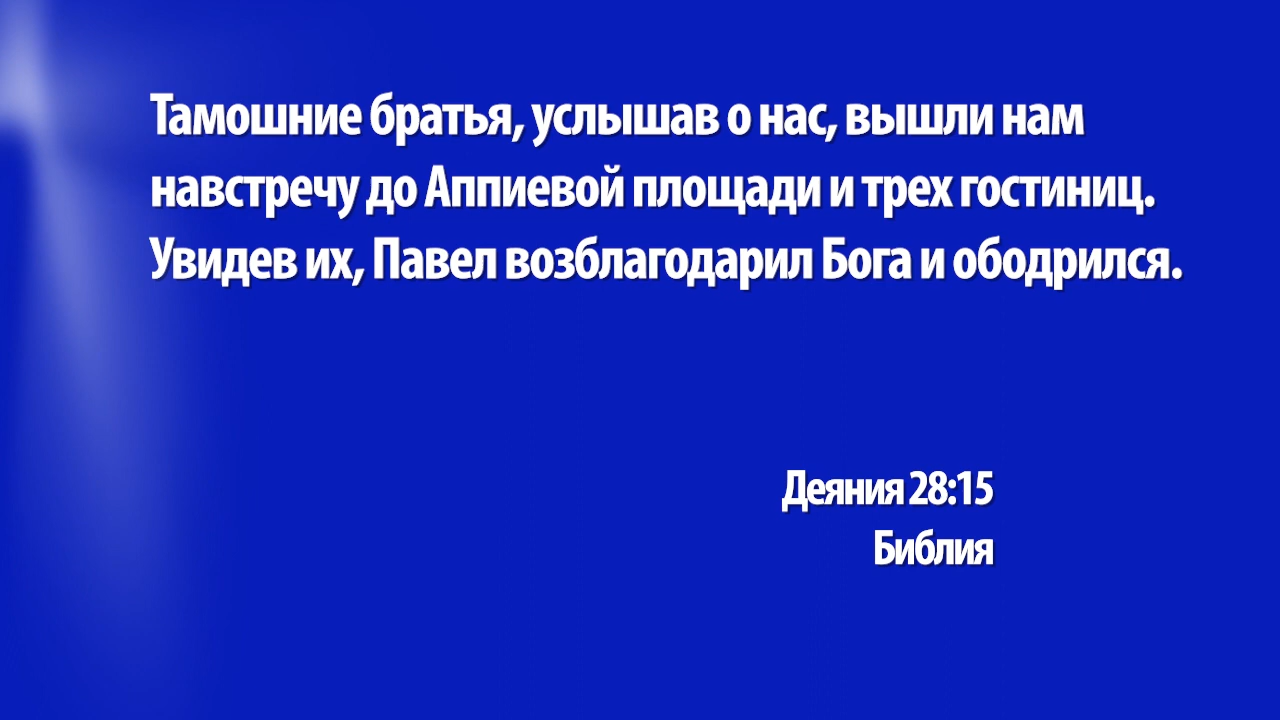 Тамошние братья, услышав о нас, вышли нам
навстречу до Аппиевой площади и трех гостиниц.
Увидев их, Павел возблагодарил Бога и ободрился.
Деяния 28:15
Библия